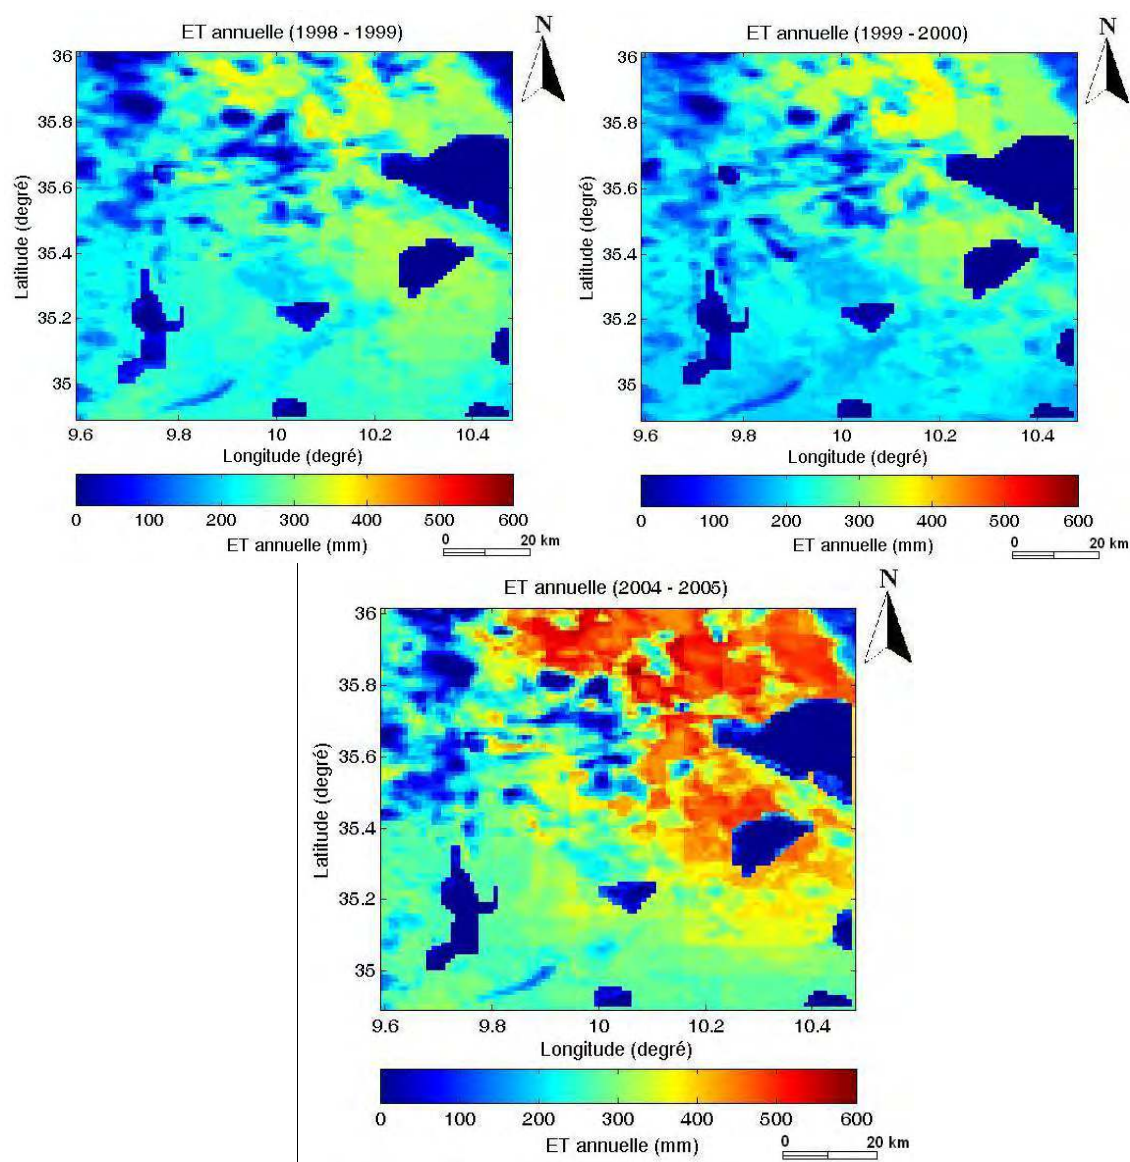 ET annuelle (1998 - 1999)
N
36
35.8
35.6
35.4
35.2
35
Latitude (degré)
9.6 9.8 10 10.2 10.4
Longitude (degré)
0 100 200 300 400 500 600
ET annuelle (mm)
0 20 km
ET annuelle (1999 - 2000)
N
36
35.8
35.6
35.4
35.2
35
Latitude (degré)
9.6 9.8 10 10.2 10.4
Longitude (degré)
0 100 200 300 400 500 600
ET annuelle (mm)
0 20 km
ET annuelle (2004 - 2005)
N
36
35.8
35.6
35.4
35.2
35
Latitude (degré)
9.6 9.8 10 10.2 10.4
Longitude (degré)
0 100 200 300 400 500 600
ET annuelle (mm)
0 20 km